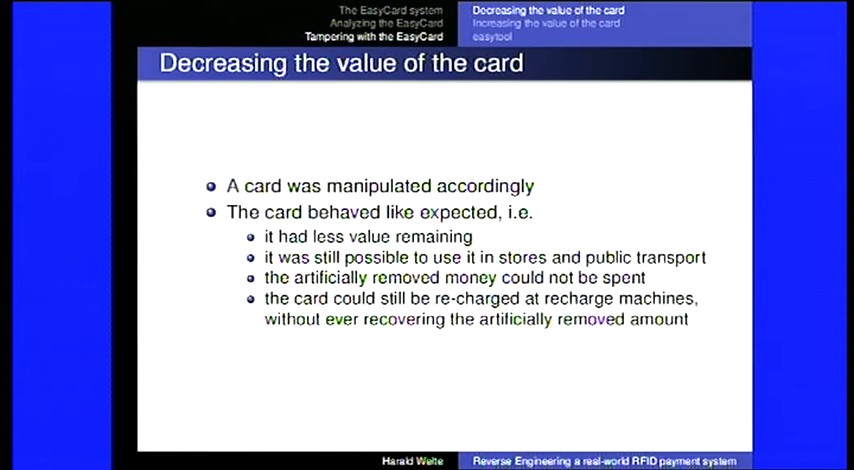 The EasyCard system
Analyzing the EasyCard
Tampering with the EasyCard
Decreasing the value of the card
Increasing the value of the card
easytool
Decreasing the value of the card
A card was manipulated accordingly
The card behaved like expected, i.e.
it had less value remaining
it was still possible to use it in stores and public transport
the artificially removed money could not be spent
the card could still be re-charged at recharge machines,
without ever recovering the artificially removed amount
Harald Welte
Reverse Engineering a real-world RFID payment system